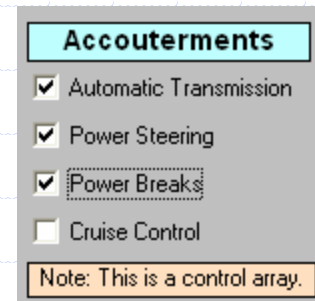 Accouterments
Automatic Transmission
Power Steering
Power Breaks
Cruise Control
Note: This is a control array.